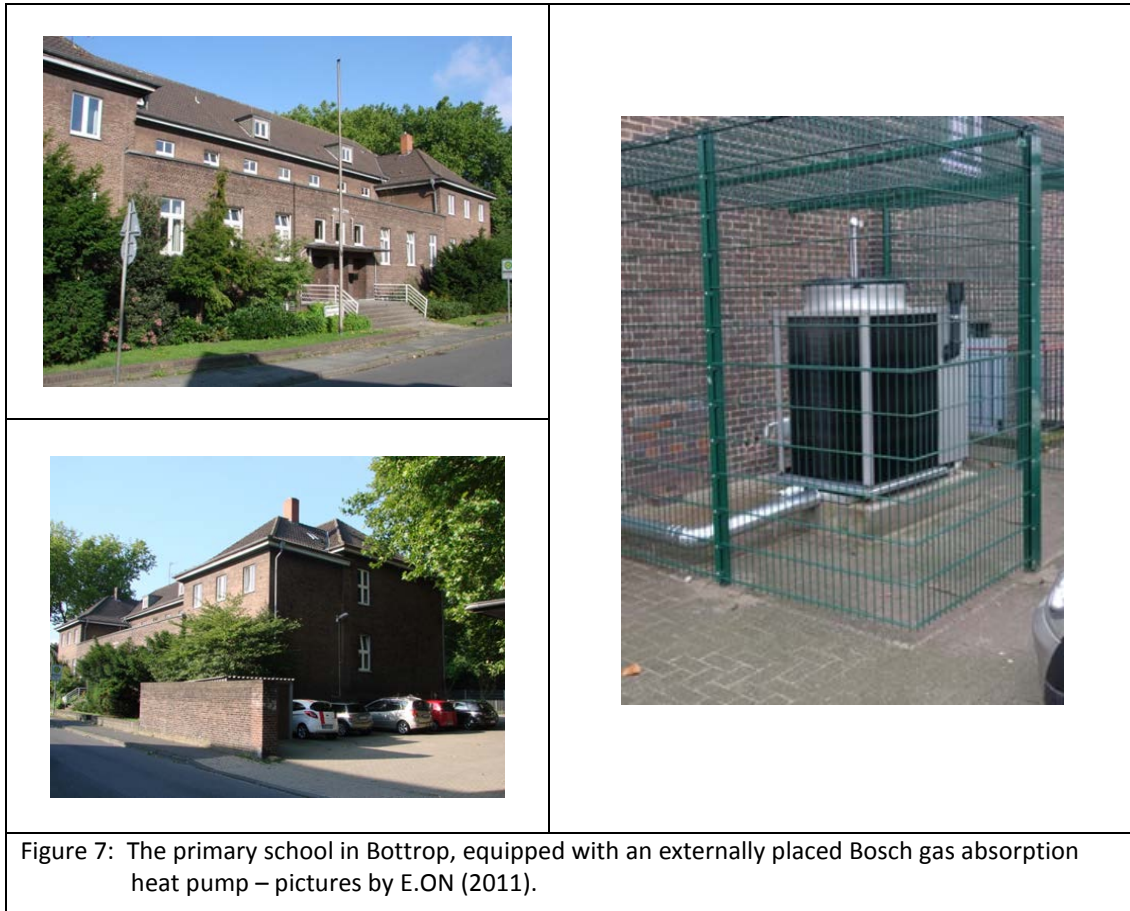 Figure 7: The primary school in Bottrop, equipped with an externally placed Bosch gas absorption
heat pump – pictures by E.ON (2011).